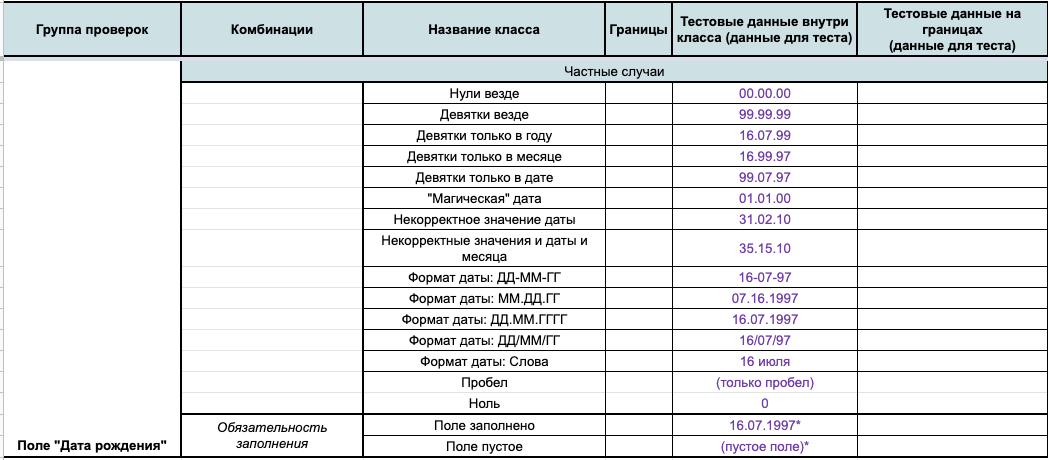 Группа проверок
Комбинации
Название класса
Границы
Тестовые данные внутри
класса (данные для теста)
Тестовые данные на
границах
(данные для теста)
Частные случаи
Нули везде
00.00.00
Девятки везде
99.99.99
Девятки только в году
16.07.99
Девятки только в месяце
16.99.97
Девятки только в дате
99.07.97
"Магическая" дата
01.01.00
Некорректное значение даты
31.02.10
Некорректные значения и даты и
месяца
35.15.10
Формат даты: ДД-ММ-ГГ
16-07-97
Формат даты: ММ.ДД.ГГ
07.16.1997
Формат даты: ДД.ММ.ГГГГ
16.07.1997
Формат даты: ДД/ММ/ГГ
16/07/97
Формат даты: Слова
16 июля
Пробел
(только пробел)
Ноль
0
Поле "Дата рождения"
Обязательность
заполнения
Поле заполнено
16.07.1997*
Поле пустое
(пустое поле)*